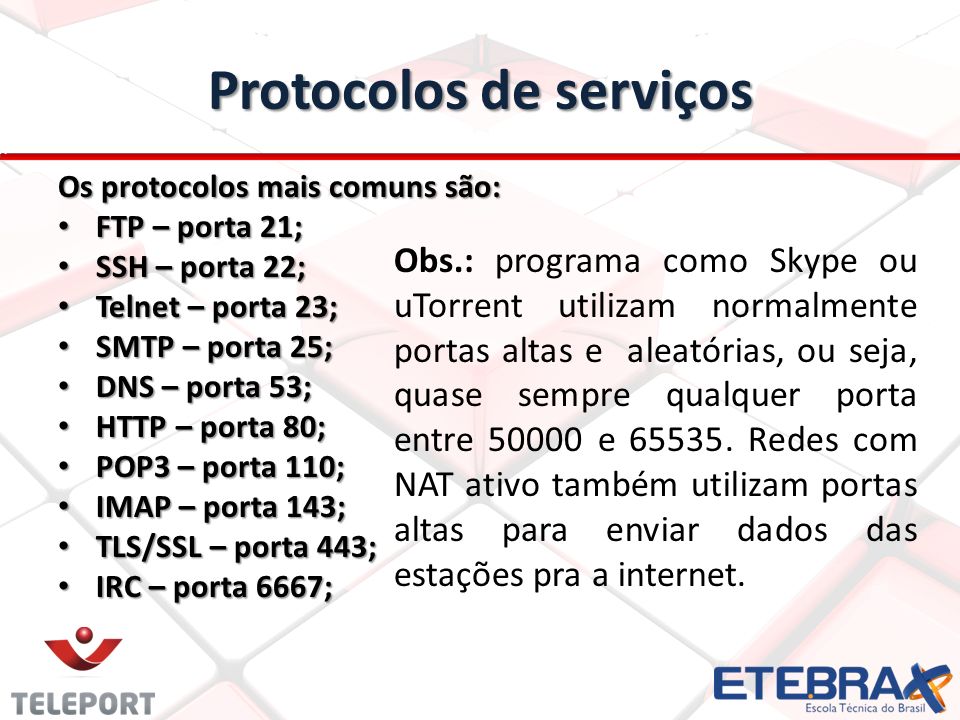 Protocolos de serviços
Os protocolos mais comuns são:
• FTP – porta 21;
• SSH – porta 22;
• Telnet – porta 23;
• SMTP – porta 25;
• DNS – porta 53;
• HTTP – porta 80;
• POP3 – porta 110;
• IMAP – porta 143;
• TLS/SSL – porta 443;
• IRC – porta 6667;
Obs.: programa como Skype ou
uTorrent utilizam normalmente
portas altas e aleatórias, ou seja,
quase sempre qualquer porta
entre 50000 e 65535. Redes com
NAT ativo também utilizam portas
altas para enviar dados das
estações pra a internet.
TELEPORT
ETEBRAX
Escola Técnica do Brasil